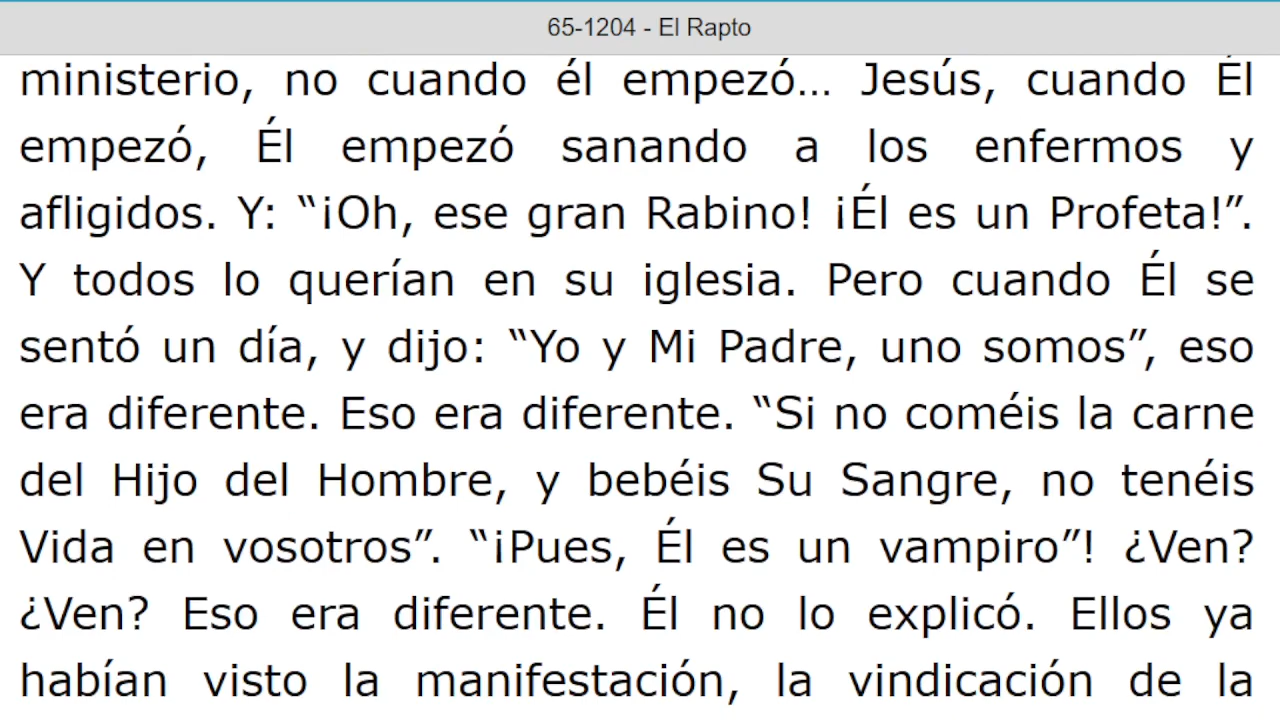 65-1204 - El Rapto
ministerio, no cuando él empezó... Jesús, cuando Él
empezó, Él empezó sanando a los enfermos y
afligidos. Y: “¡Oh, ese gran Rabino! ¡Él es un Profeta!”.
Y todos lo querían en su iglesia. Pero cuando Él se
sentó un día, y dijo: “Yo y Mi Padre, uno somos”, eso
era diferente. Eso era diferente. “Si no coméis la carne
del Hijo del Hombre, y bebéis Su Sangre, no tenéis
Vida en vosotros”. “¡Pues, Él es un vampiro”! ¿Ven?
¿Ven? Eso era diferente. Él no lo explicó. Ellos ya
habían visto la manifestación, la vindicación de la